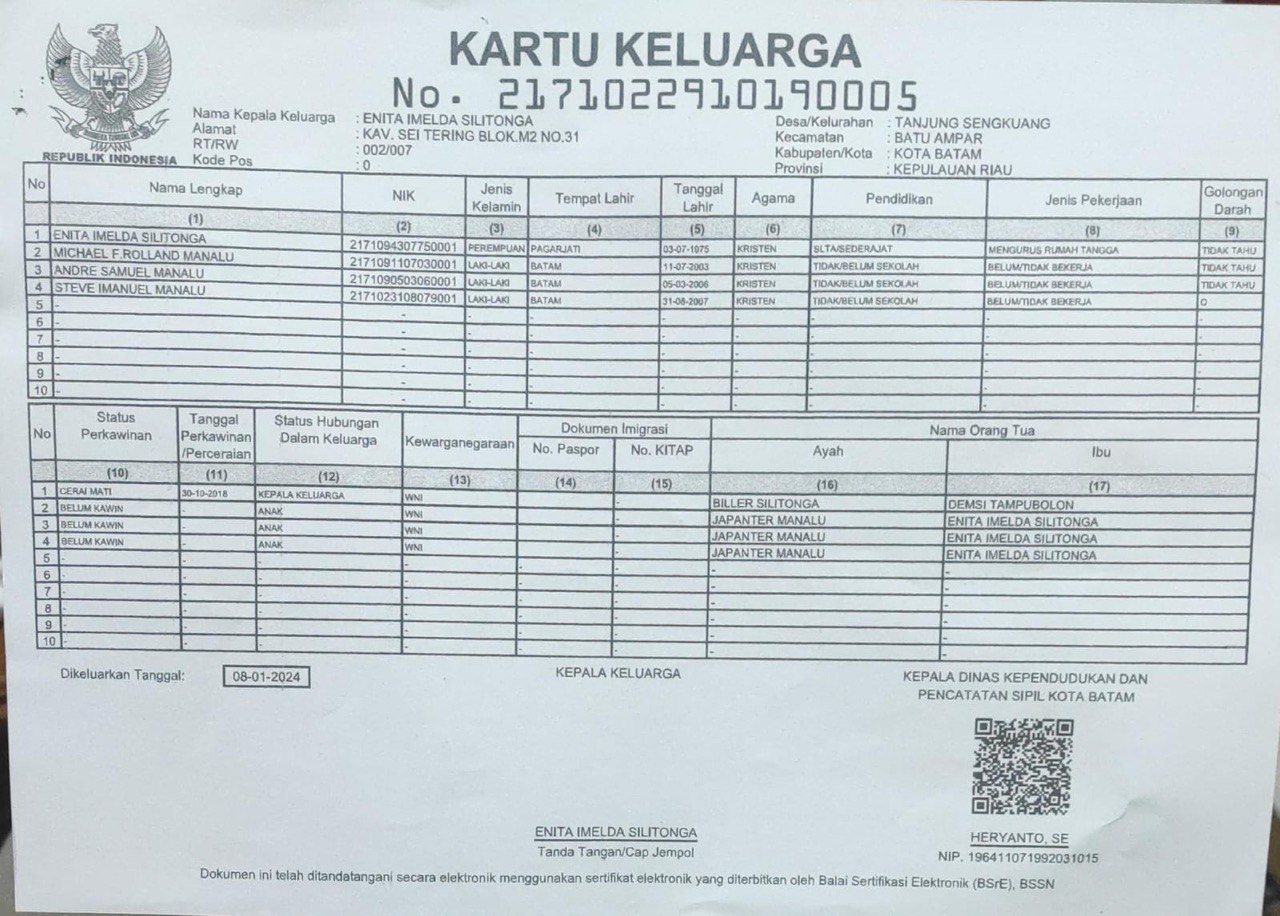 KARTU KELUARGA
No. 2171022910190005
REPUBLIK INDONESIA
Nama Kepala Keluarga : ENITA IMELDA SILITONGA
Alamat : KAV. SEI TERING BLOK.M2 NO.31
RT/RW : 002/007
Kode Pos : 0
Desa/Kelurahan : TANJUNG SENGKUANG
Kecamatan : BATU AMPAR
Kabupaten/Kota : KOTA BATAM
Provinsi : KEPULAUAN RIAU
No Nama Lengkap NIK Jenis Kelamin Tempat Lahir Tanggal Lahir Agama Pendidikan Jenis Pekerjaan Golongan Darah
(1) (2) (3) (4) (5) (6) (7) (8) (9)
1 ENITA IMELDA SILITONGA 2171094307750001 PEREMPUAN PAGARJATI 03-07-1975 KRISTEN SLTA/SEDERAJAT MENGURUS RUMAH TANGGA TIDAK TAHU
2 MICHAEL F.ROLLAND MANALU 2171091107030001 LAKI-LAKI BATAM 11-07-2003 KRISTEN TIDAK/BELUM SEKOLAH BELUM/TIDAK BEKERJA TIDAK TAHU
3 ANDRE SAMUEL MANALU 2171090503060001 LAKI-LAKI BATAM 05-03-2006 KRISTEN TIDAK/BELUM SEKOLAH BELUM/TIDAK BEKERJA TIDAK TAHU
4 STEVE IMANUEL MANALU 2171023108079001 LAKI-LAKI BATAM 31-08-2007 KRISTEN TIDAK/BELUM SEKOLAH BELUM/TIDAK BEKERJA O
5 - - - - - - - - -
6 - - - - - - - - -
7 - - - - - - - - -
8 - - - - - - - - -
9 - - - - - - - - -
10 - - - - - - - - -
No Status Perkawinan Tanggal Perkawinan /Perceraian Status Hubungan Dalam Keluarga Kewarganegaraan Dokumen Imigrasi No. Paspor No. KITAP Nama Orang Tua Ayah Ibu
(10) (11) (12) (13) (14) (15) (16) (17)
1 CERAI MATI 30-10-2018 KEPALA KELUARGA WNI - - BILLER SILITONGA DEMSI TAMPUBOLON
2 BELUM KAWIN - ANAK WNI - - JAPANTER MANALU ENITA IMELDA SILITONGA
3 BELUM KAWIN - ANAK WNI - - JAPANTER MANALU ENITA IMELDA SILITONGA
4 BELUM KAWIN - ANAK WNI - - JAPANTER MANALU ENITA IMELDA SILITONGA
5 - - - - - - - -
6 - - - - - - - -
7 - - - - - - - -
8 - - - - - - - -
9 - - - - - - - -
10 - - - - - - - -
Dikeluarkan Tanggal: 08-01-2024
KEPALA KELUARGA
ENITA IMELDA SILITONGA
Tanda Tangan/Cap Jempol
KEPALA DINAS KEPENDUDUKAN DAN
PENCATATAN SIPIL KOTA BATAM
HERYANTO, SE
NIP. 196411071992031015
Dokumen ini telah ditandatangani secara elektronik menggunakan sertifikat elektronik yang diterbitkan oleh Balai Sertifikasi Elektronik (BSrE), BSSN